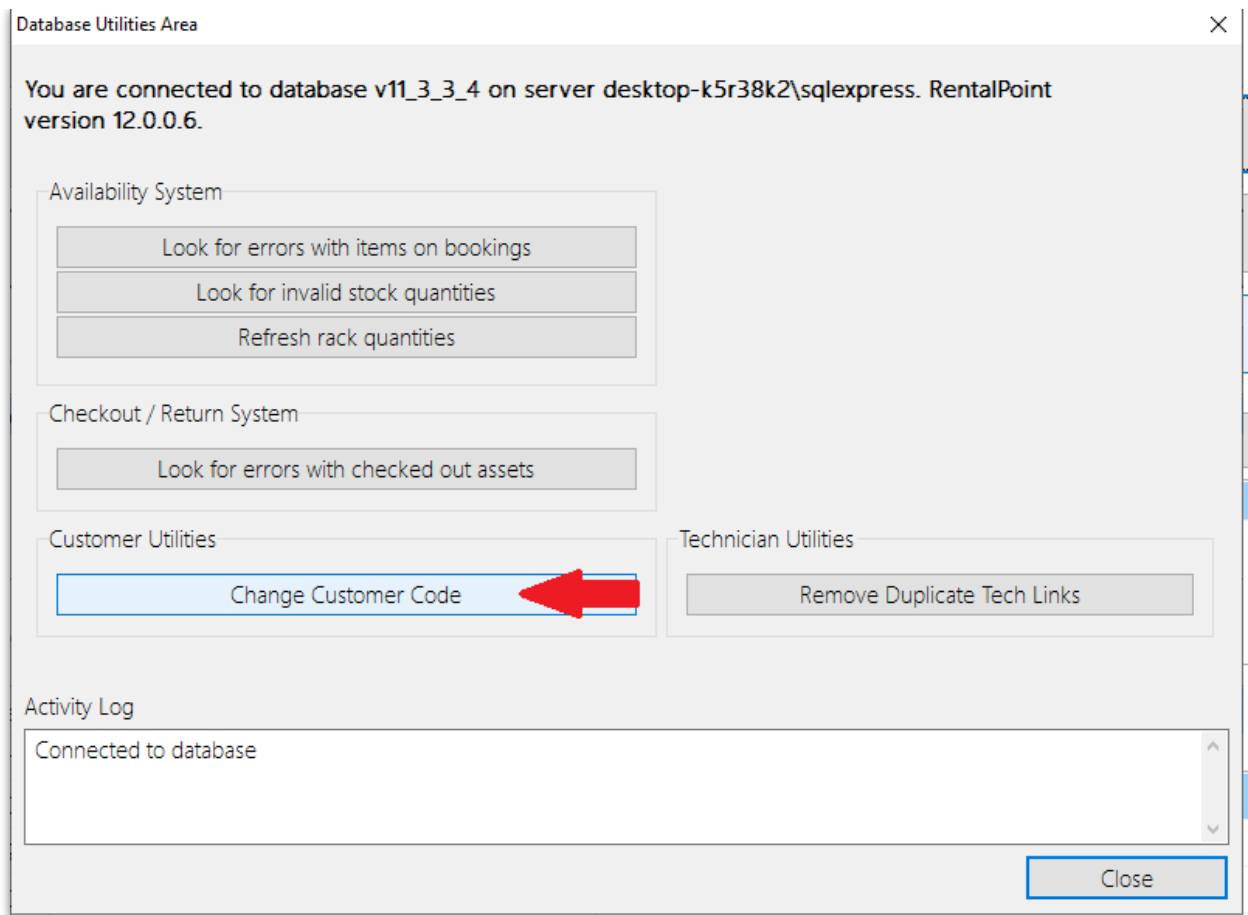 Database Utilities Area
You are connected to database v11_3_3_4 on server desktop-k5r38k2\sqlexpress. RentalPoint
version 12.0.0.6.
Availability System
Look for errors with items on bookings
Look for invalid stock quantities
Refresh rack quantities
Checkout / Return System
Look for errors with checked out assets
Customer Utilities
Change Customer Code
Technician Utilities
Remove Duplicate Tech Links
Activity Log
Connected to database
Close